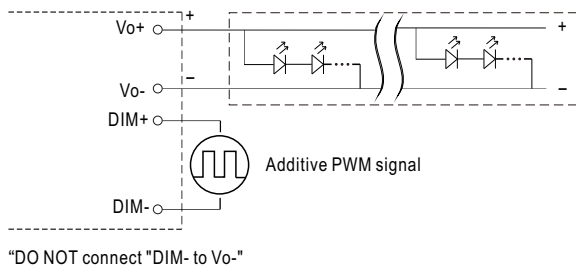 Vo+
+
+
Vo-
−
−
DIM+
Additive PWM signal
DIM-
“DO NOT connect "DIM- to Vo-"